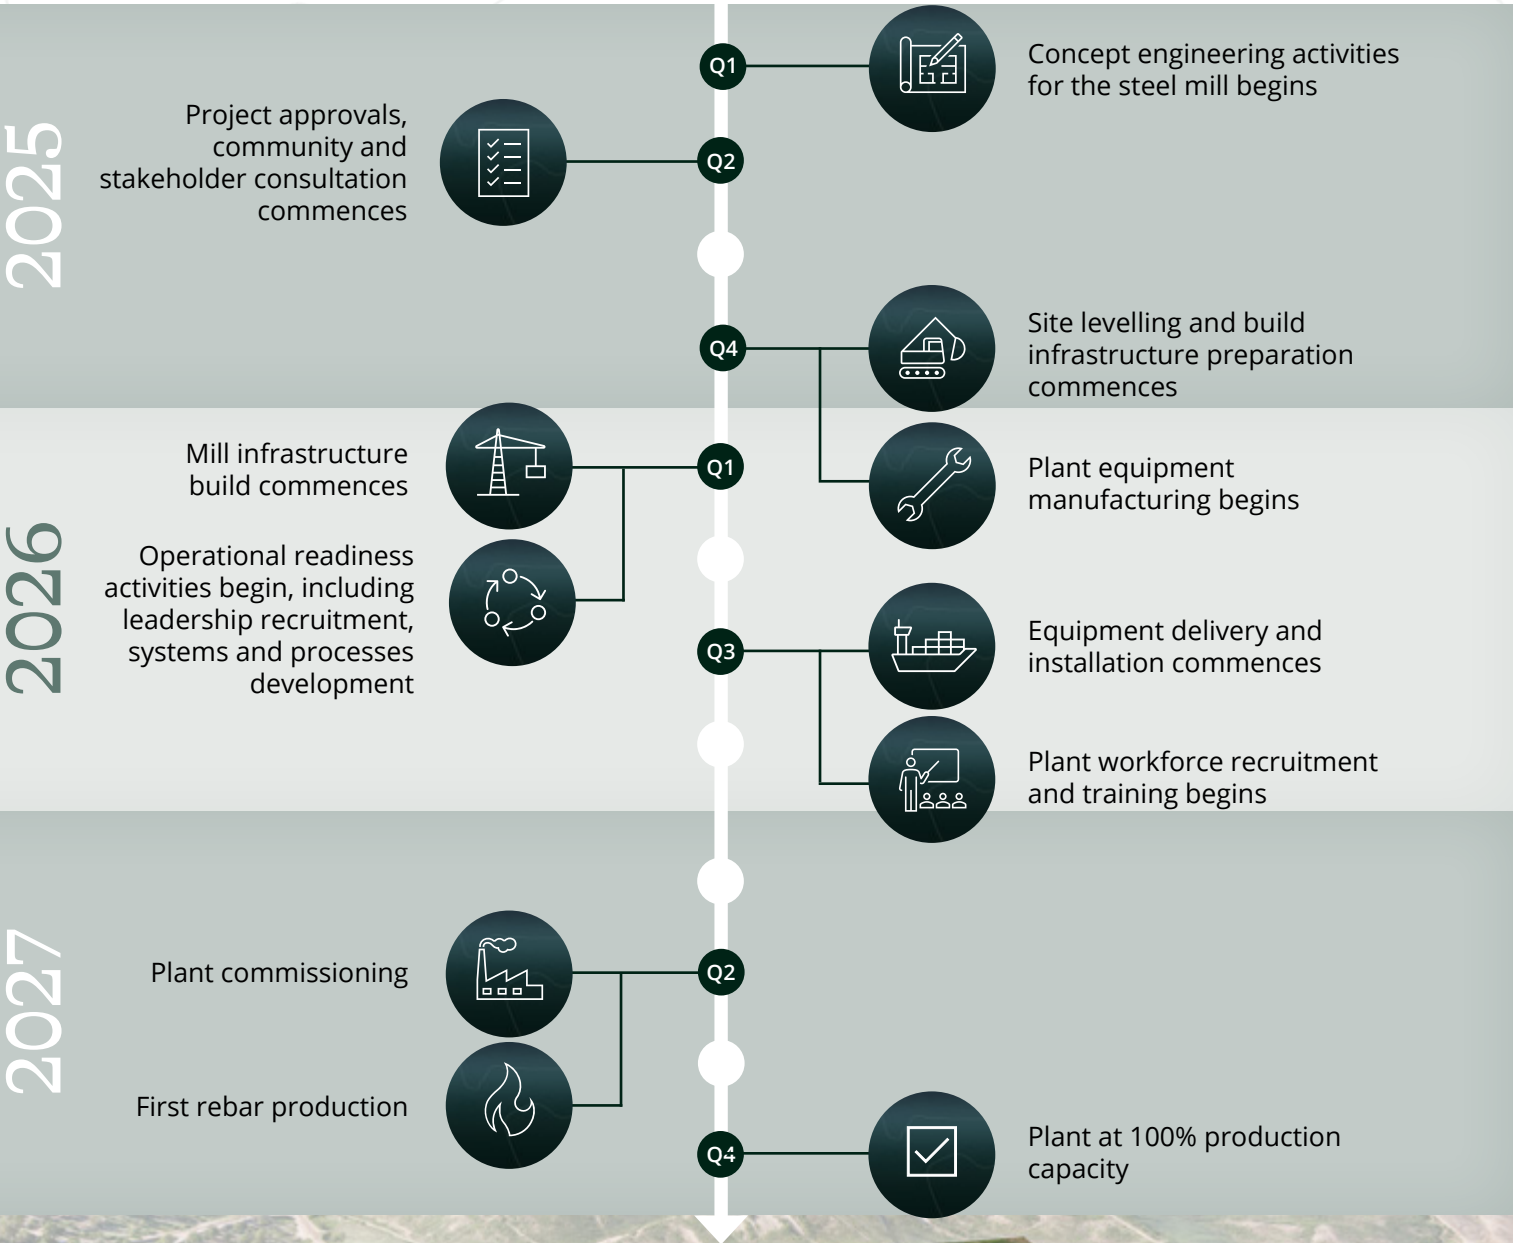 2025
Q1
Concept engineering activities
for the steel mill begins
Project approvals,
community and
stakeholder consultation
commences
Q2
Q4
Site levelling and build
infrastructure preparation
commences
Plant equipment
manufacturing begins
2026
Mill infrastructure
build commences
Q1
Operational readiness
activities begin, including
leadership recruitment,
systems and processes
development
Q3
Equipment delivery and
installation commences
Plant workforce recruitment
and training begins
2027
Plant commissioning
Q2
First rebar production
Q4
Plant at 100% production
capacity